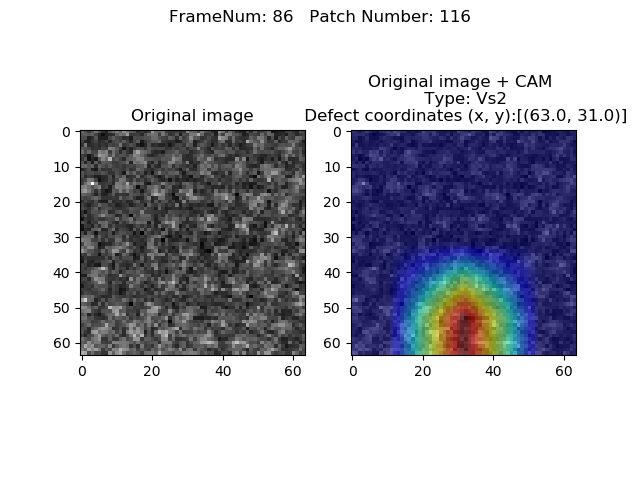 FrameNum: 86   Patch Number: 116
Original image + CAM
Type: Vs2
Original image
Defect coordinates (x, y):[(63.0, 31.0)]
0
10
20
30
40
50
60
0 20 40 60
0
10
20
30
40
50
60
0 20 40 60